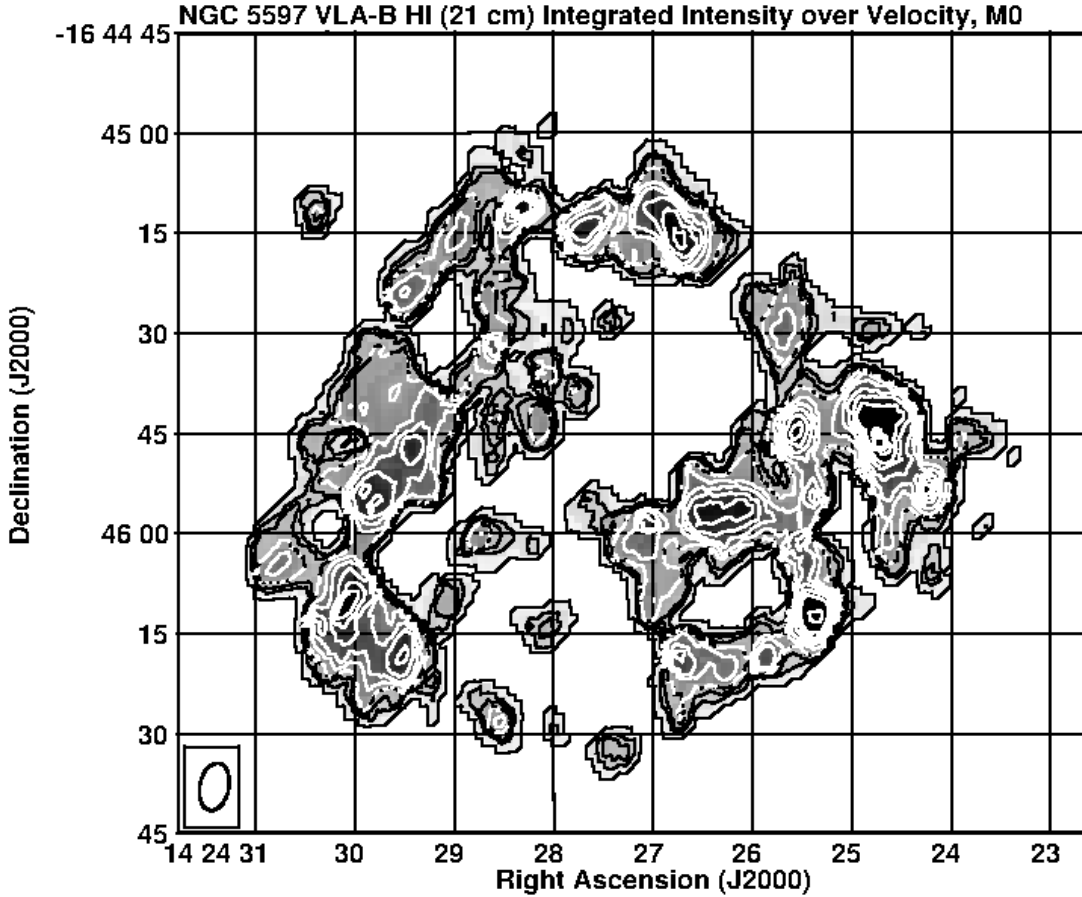 NGC 5597 VLA-B HI (21 cm) Integrated Intensity over Velocity, M0
-16 44 45
45 00
15
30
45
46 00
15
30
45
Declination (J2000)
14 24 31 30 29 28 27 26 25 24 23
Right Ascension (J2000)